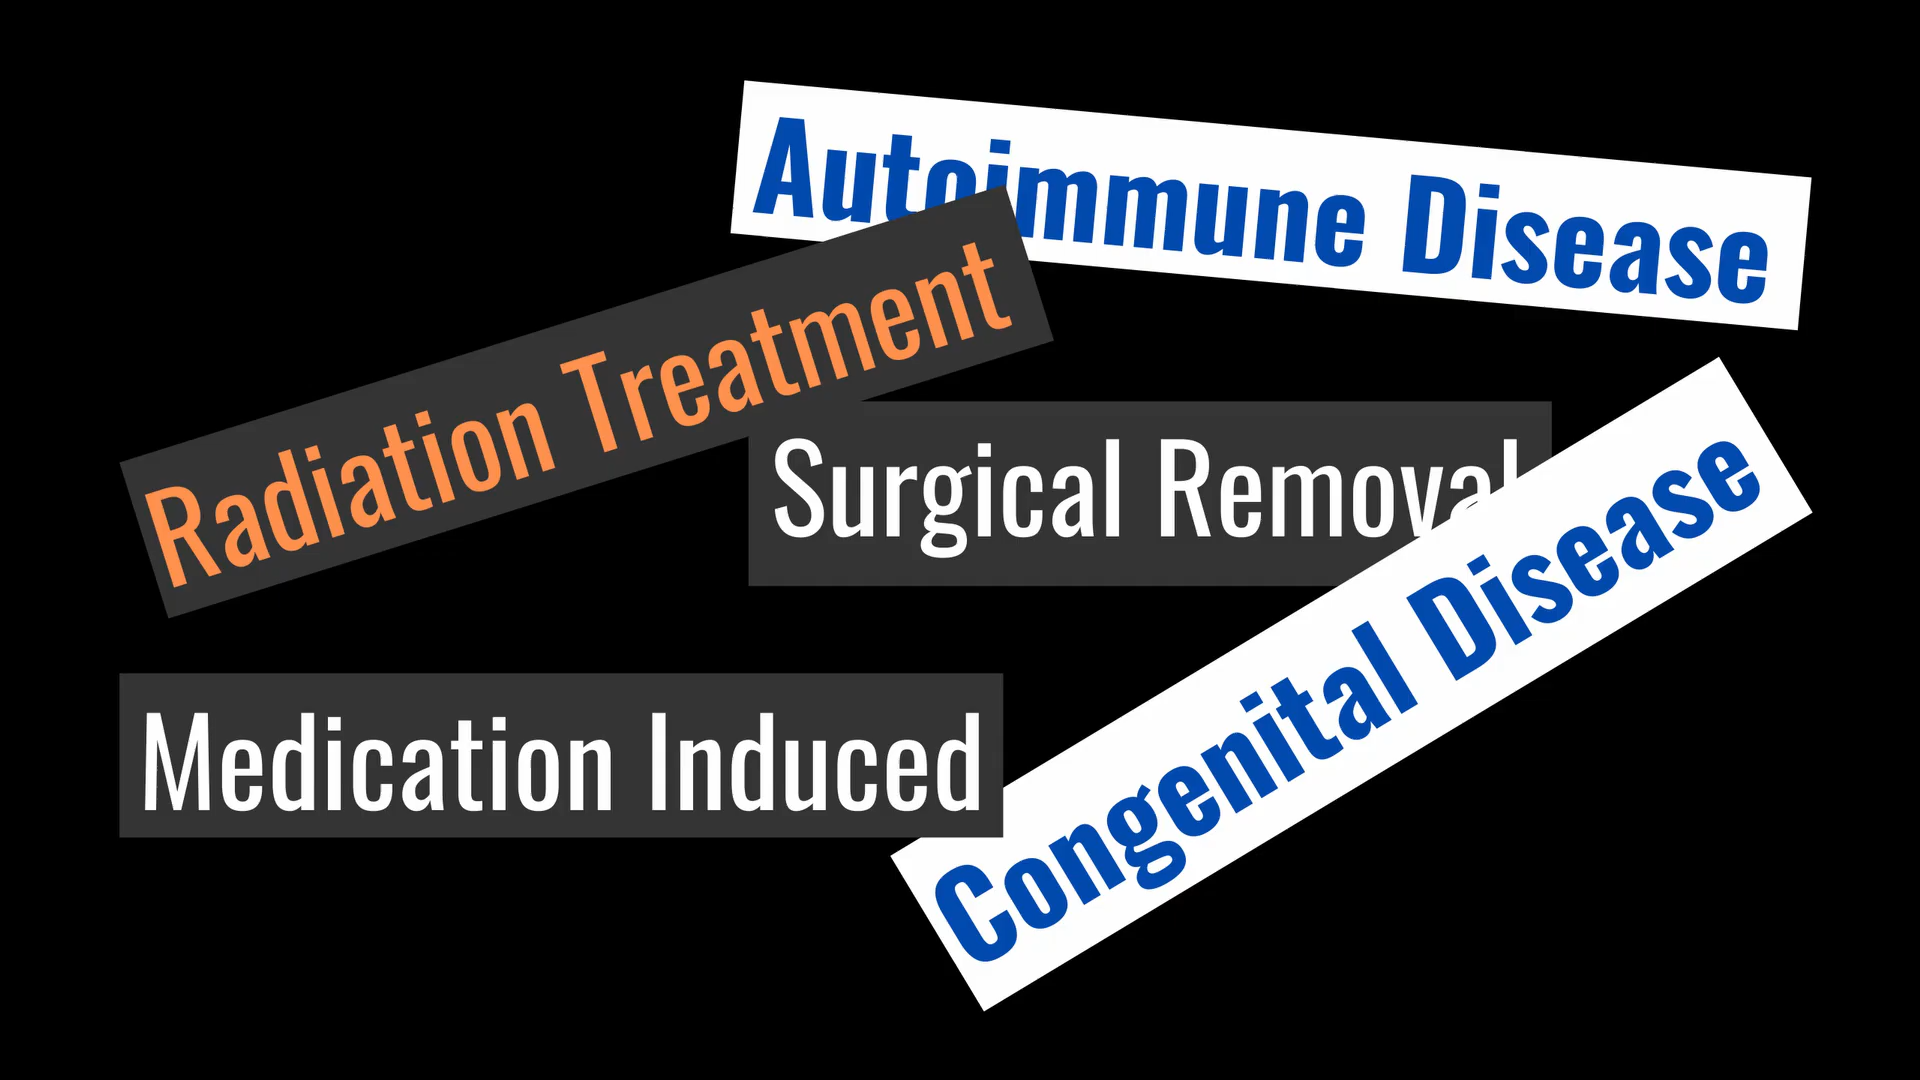 Autoimmune Disease
Radiation Treatment
Surgical Removal
Congenital Disease
Medication Induced